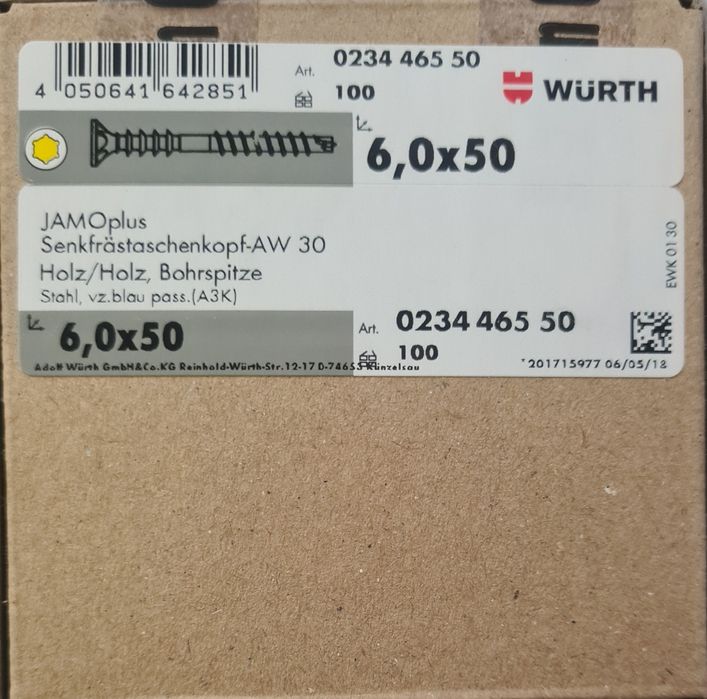 Art. 0234 465 50
4 050641 642851
100
WÜRTH
6,0x50
JAMOplus
Senkfrästaschenkopf-AW 30
Holz/Holz, Bohrspitze
Stahl, vz.blau pass.(A3K)
EWK 01 30
6,0x50
Art. 0234 465 50
100
Adolf Würth GmbH&Co.KG Reinhold-Würth-Str.12-17 D-74653 Künzelsau
*201715977 06/05/18